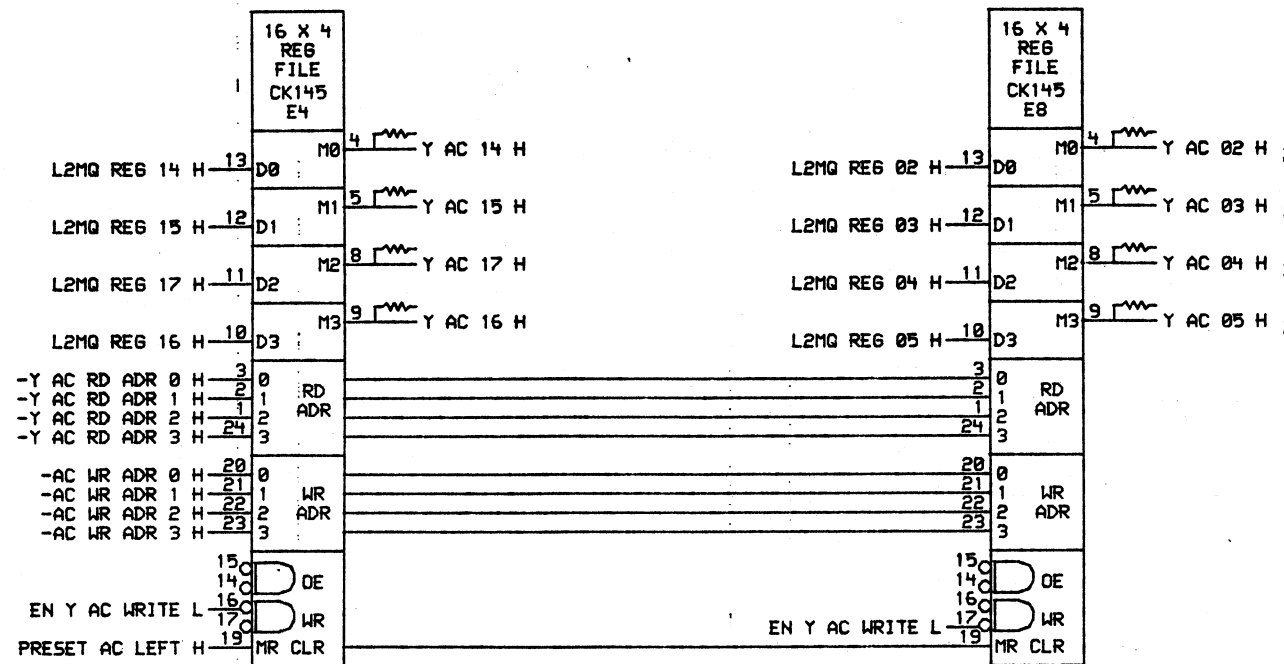 16 X 4
REG
FILE
CK145
E4
L2MQ REG 14 H 13 D0 M0 4 Y AC 14 H
L2MQ REG 15 H 12 D1 M1 5 Y AC 15 H
L2MQ REG 17 H 11 D2 M2 8 Y AC 17 H
L2MQ REG 16 H 10 D3 M3 9 Y AC 16 H
-Y AC RD ADR 0 H 3 0
-Y AC RD ADR 1 H 2 1
-Y AC RD ADR 2 H 1 2
-Y AC RD ADR 3 H 24 3
RD
ADR
-AC WR ADR 0 H 20 0
-AC WR ADR 1 H 21 1
-AC WR ADR 2 H 22 2
-AC WR ADR 3 H 23 3
WR
ADR
15
14 OE
EN Y AC WRITE L 16
17 WR
PRESET AC LEFT H 19 MR CLR
16 X 4
REG
FILE
CK145
E8
L2MQ REG 02 H 13 D0 M0 4 Y AC 02 H
L2MQ REG 03 H 12 D1 M1 5 Y AC 03 H
L2MQ REG 04 H 11 D2 M2 8 Y AC 04 H
L2MQ REG 05 H 10 D3 M3 9 Y AC 05 H
3 0
2 1
1 2
24 3
RD
ADR
20 0
21 1
22 2
23 3
WR
ADR
15
14 OE
16
EN Y AC WRITE L 17 WR
19 MR CLR